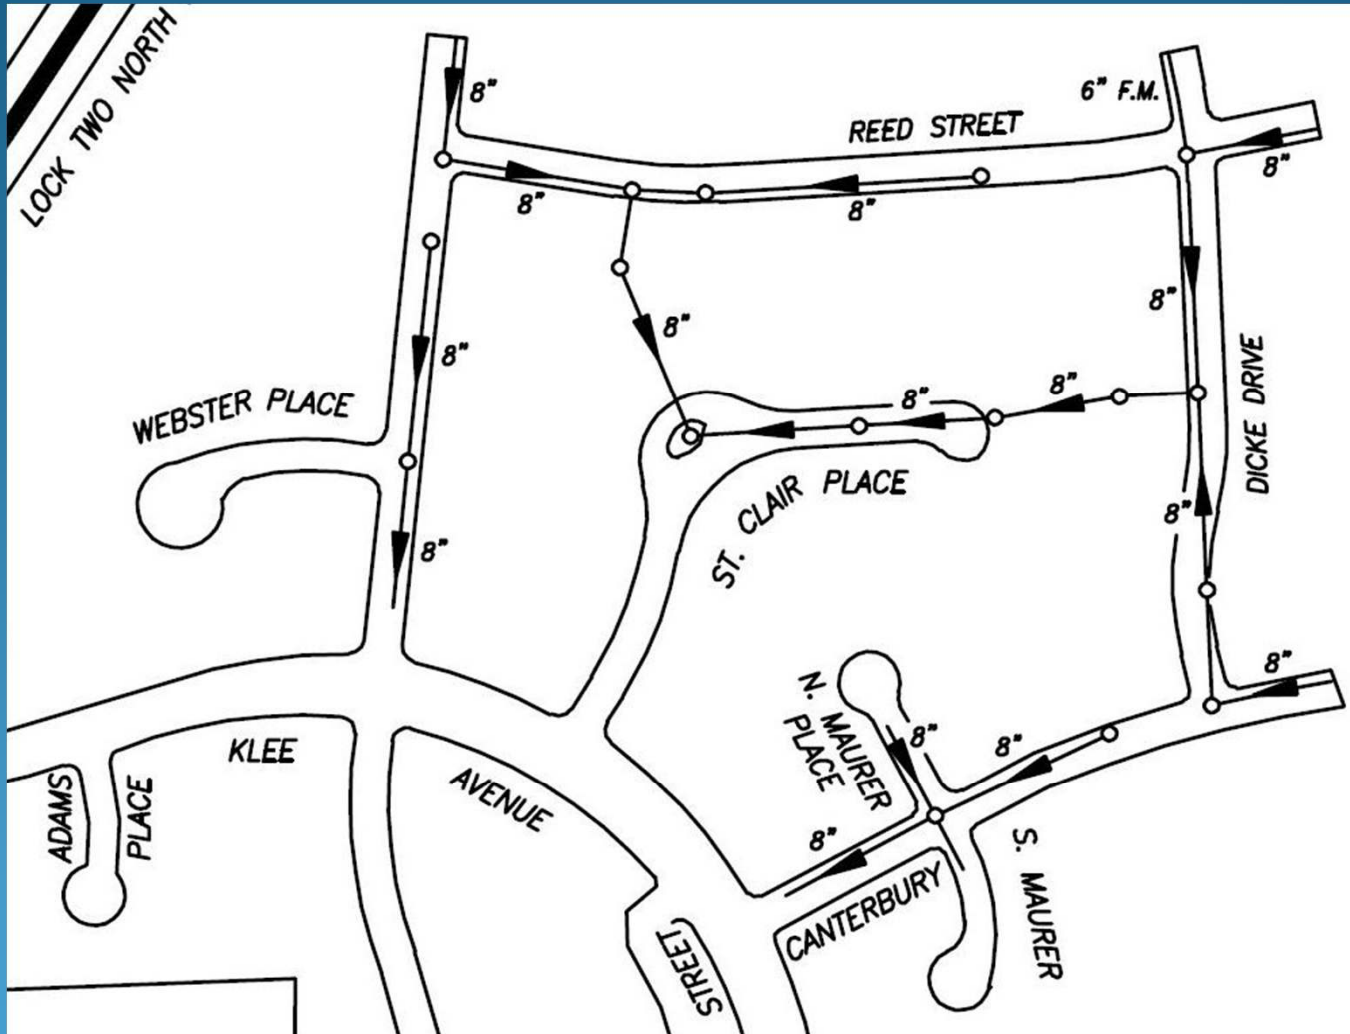 LOCK TWO NORTH
8"
6" F.M.
REED STREET
8"
8"
8"
8"
8"
8"
8"
WEBSTER PLACE
8"
8"
DICKE DRIVE
ST. CLAIR PLACE
8"
8"
8"
N. MAURER
PLACE
8"
8"
KLEE
AVENUE
ADAMS
PLACE
8"
CANTERBURY
S. MAURER
STREET